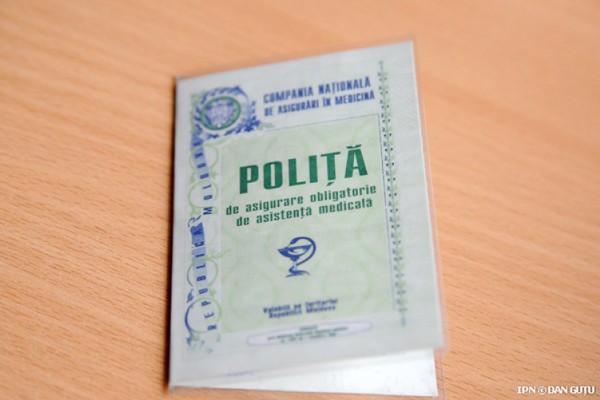 COMPANIA NAȚIONALĂ
DE ASIGURĂRI ÎN MEDICINĂ
REPUBLICA MOLDOVA
POLIȚĂ
de asigurare obligatorie
de asistență medicală
Valabilă pe teritoriul
Republicii Moldova
IPN © DAN GUȚU